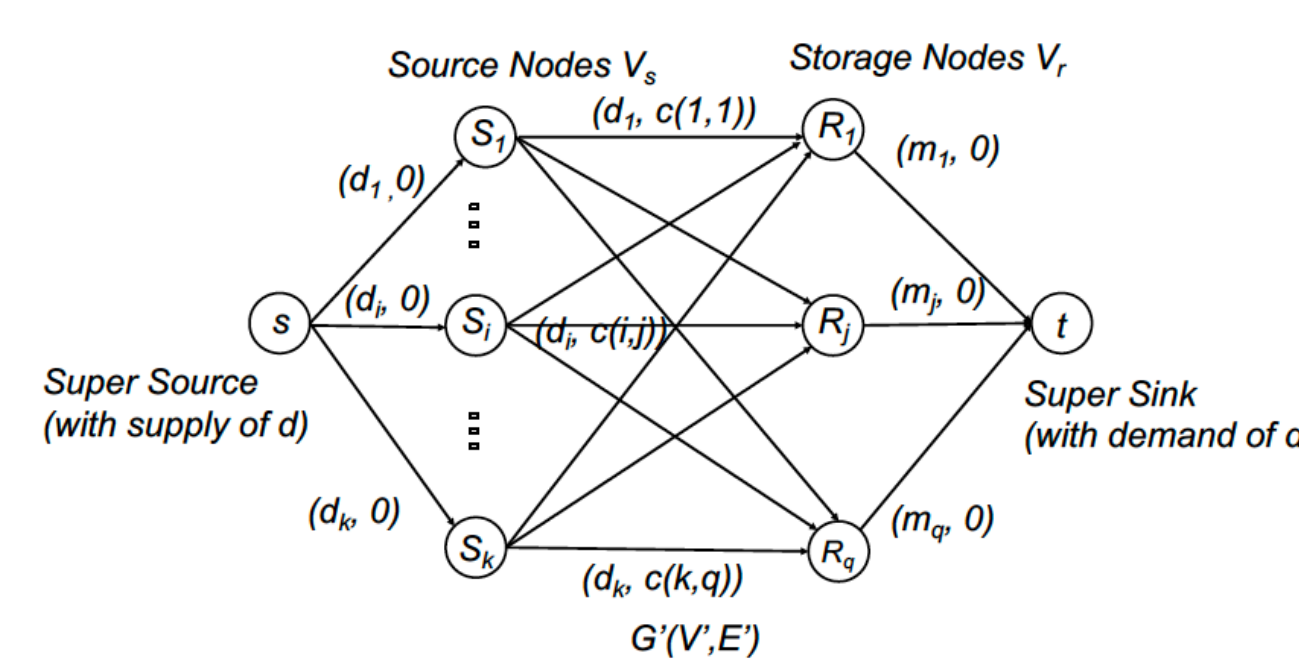 Source Nodes Vs
Storage Nodes Vr
(d1, c(1,1))
S1
R1
(m1, 0)
(d1 ,0)
(di, 0)
(mj, 0)
s
Si
(di, c(i,j))
Rj
t
Super Source
(with supply of d)
Super Sink
(with demand of d
(dk, 0)
(mq, 0)
Sk
Rq
(dk, c(k,q))
G’(V’,E’)